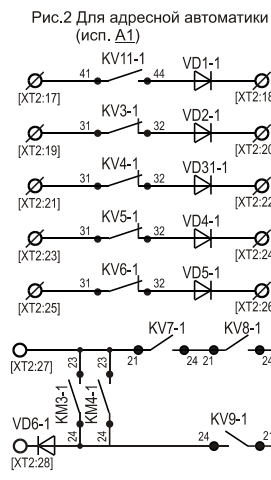 Рис.2 Для адресной автоматики
(исп. А1)
41 KV11-1 44 VD1-1
[XT2:17] [XT2:18
31 KV3-1 32 VD2-1
[XT2:19] [XT2:20
31 KV4-1 32 VD31-1
[XT2:21] [XT2:22
31 KV5-1 32 VD4-1
[XT2:23] [XT2:24
31 KV6-1 32 VD5-1
[XT2:25] [XT2:26
KV7-1 KV8-1
[XT2:27] 21 24 21 24
23 23
KM3-1 KM4-1
24 24
VD6-1 KV9-1
24 21
[XT2:28]